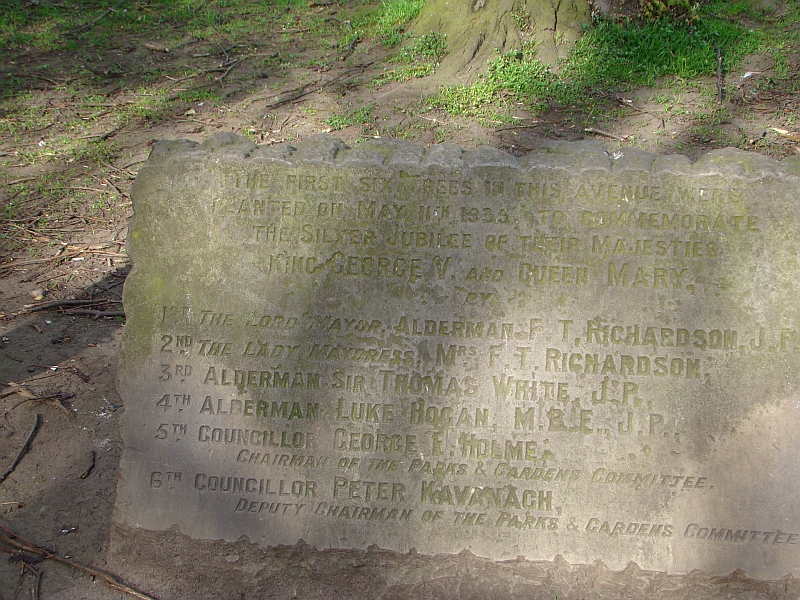 THE FIRST SIX TREES IN THIS AVENUE WERE
PLANTED ON MAY 11TH 1935, TO COMMEMORATE
THE SILVER JUBILEE OF THEIR MAJESTIES
KING GEORGE V. AND QUEEN MARY,
BY
1ST THE LORD MAYOR, ALDERMAN F. T. RICHARDSON, J.P.
2ND THE LADY MAYORESS, MRS F. T. RICHARDSON,
3RD ALDERMAN SIR THOMAS WHITE, J.P.,
4TH ALDERMAN LUKE HOGAN, M.B.E., J.P.,
5TH COUNCILLOR GEORGE E. HOLME,
CHAIRMAN OF THE PARKS & GARDENS COMMITTEE.
6TH COUNCILLOR PETER KAVANAGH,
DEPUTY CHAIRMAN OF THE PARKS & GARDENS COMMITTEE